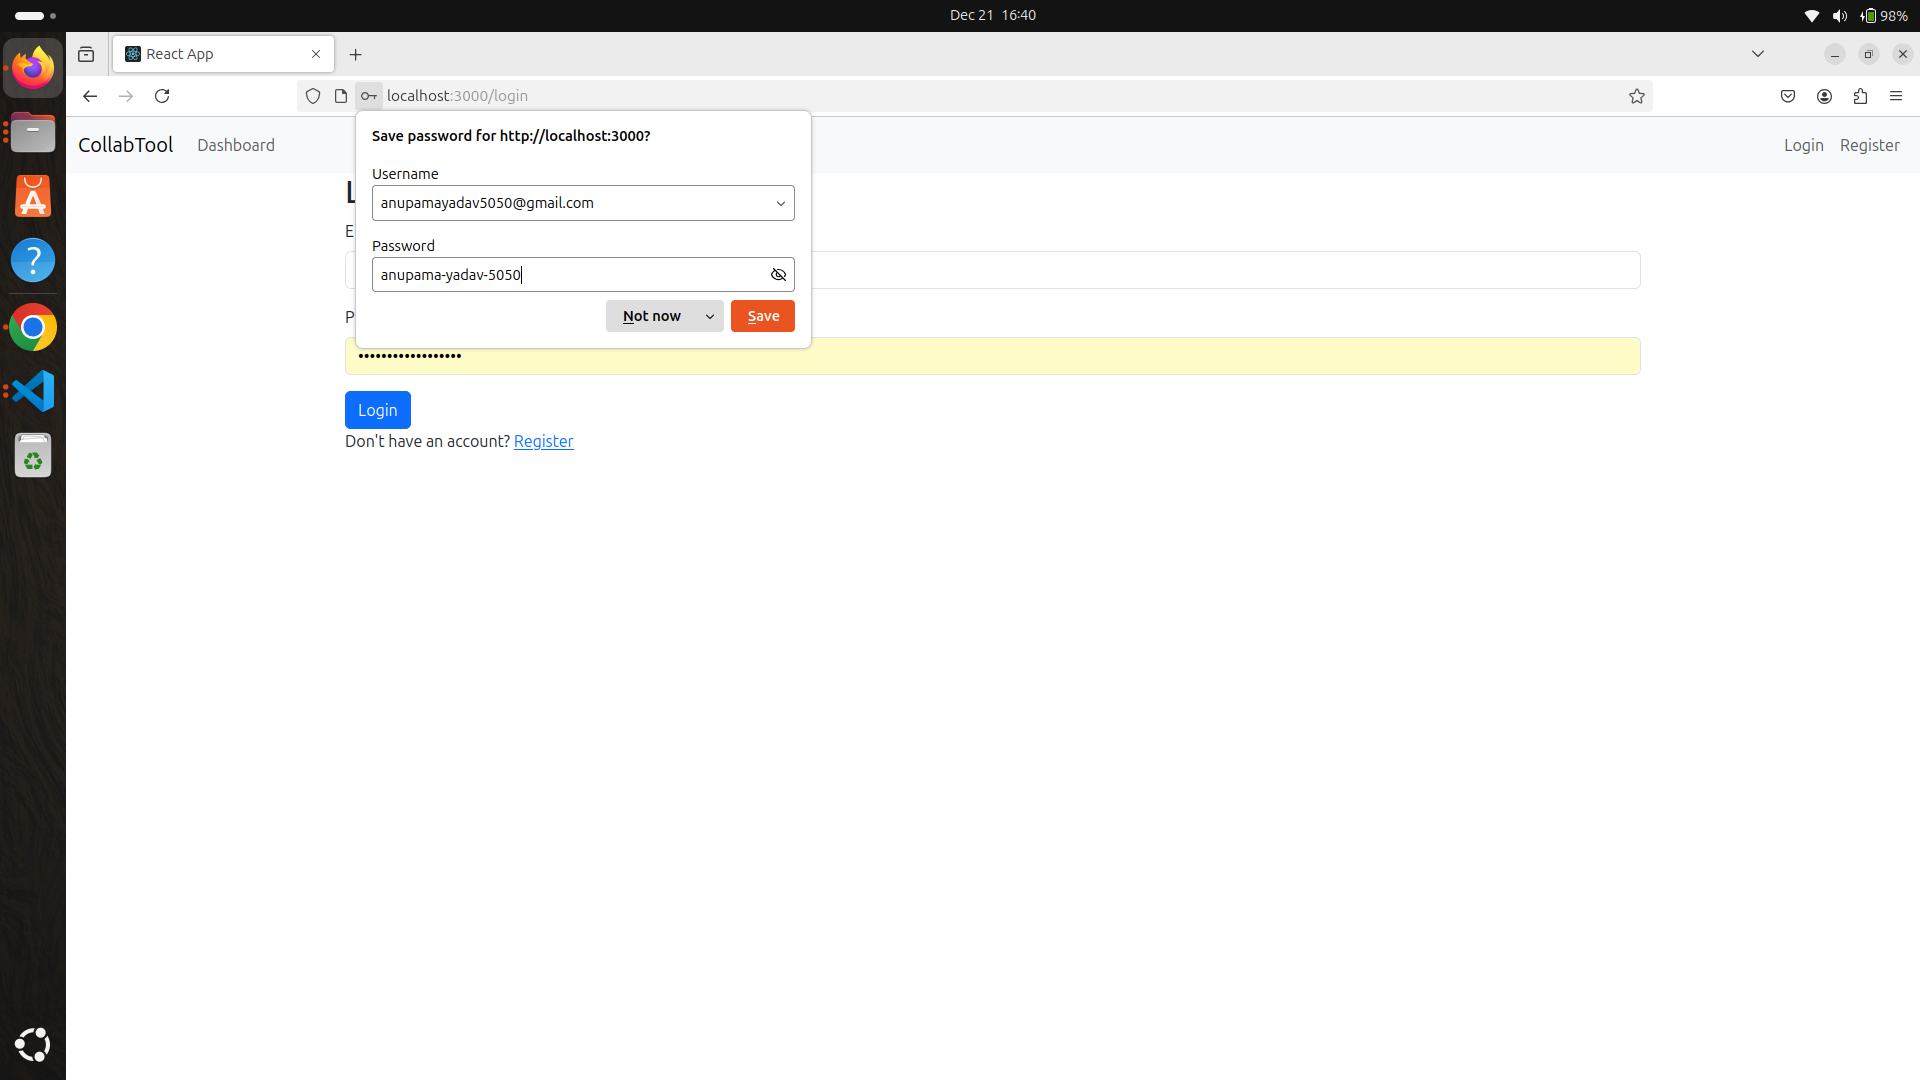 Dec 21 16:40
98%
React App
localhost:3000/login
CollabTool
Dashboard
Login
Register
Save password for http://localhost:3000?
Username
anupamayadav5050@gmail.com
Password
anupama-yadav-5050
Not now
Save
L
E
P
••••••••••••••••••
Login
Don't have an account? Register